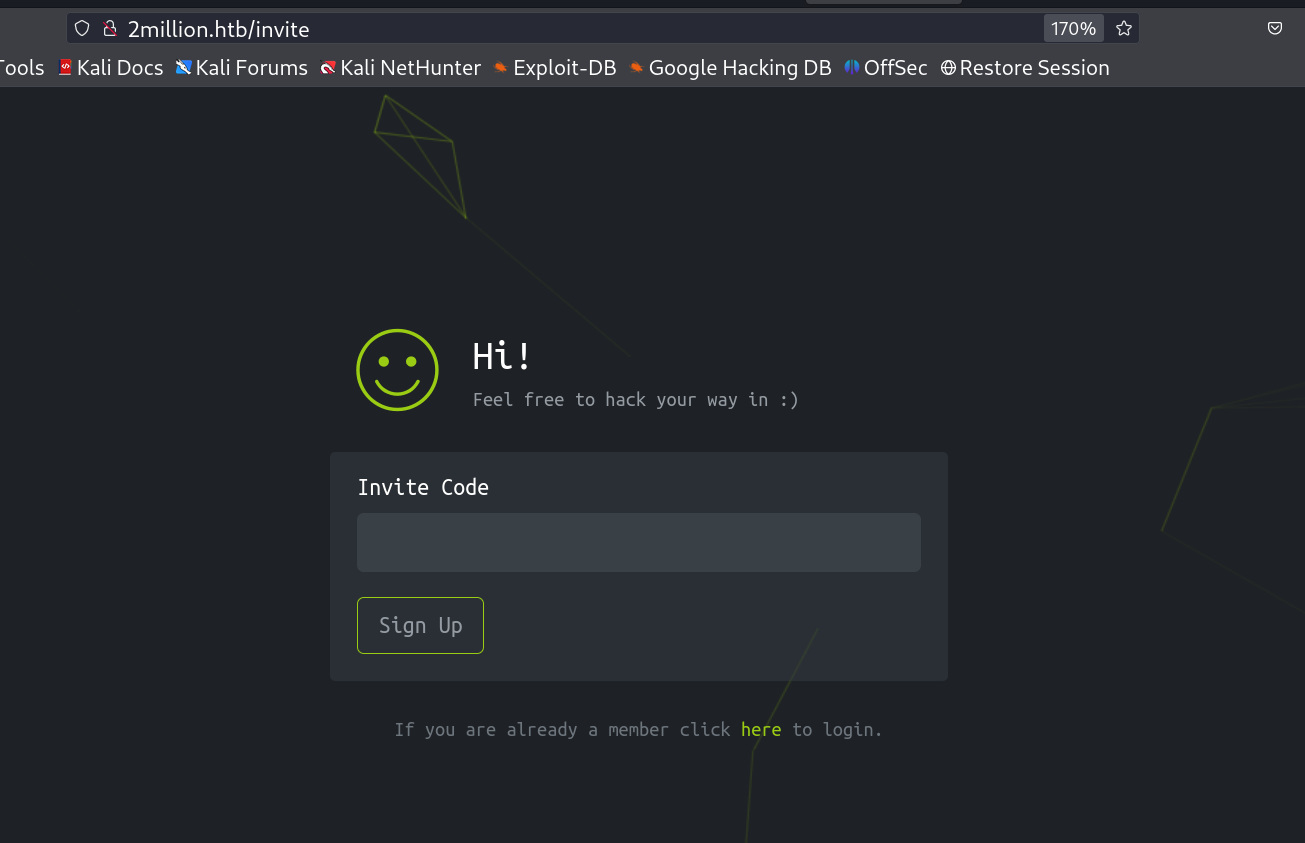 2million.htb/invite 170%
Tools Kali Docs Kali Forums Kali NetHunter Exploit-DB Google Hacking DB OffSec Restore Session
Hi!
Feel free to hack your way in :)
Invite Code
Sign Up
If you are already a member click here to login.